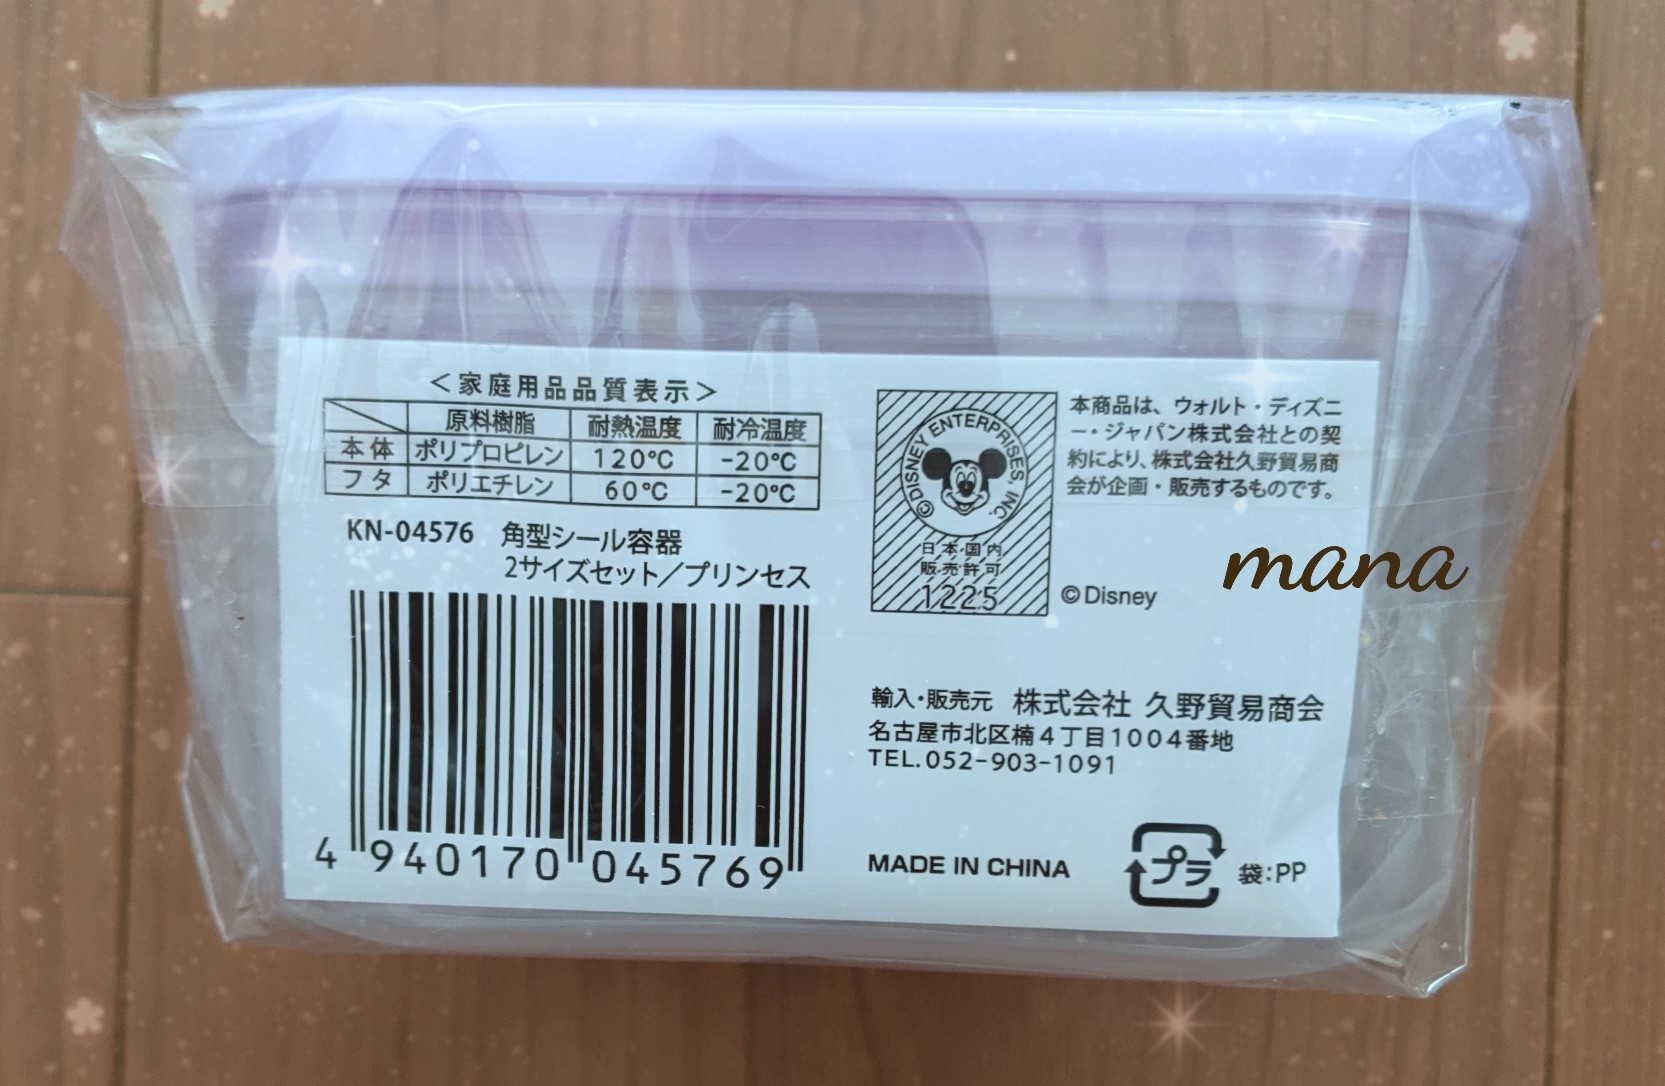 ＜家庭用品品質表示＞
原料樹脂 耐熱温度 耐冷温度
本体 ポリプロピレン 120℃ -20℃
フタ ポリエチレン 60℃ -20℃
KN-04576 角型シール容器
2サイズセット／プリンセス
4 940170 045769
©DISNEY ENTERPRISES, INC.
日本国内
販売許可
1225
本商品は、ウォルト・ディズニ
ー・ジャパン株式会社との契
約により、株式会社久野貿易商
会が企画・販売するものです。
©Disney
mana
輸入・販売元 株式会社 久野貿易商会
名古屋市北区楠4丁目1004番地
TEL.052-903-1091
MADE IN CHINA
プラ 袋:PP